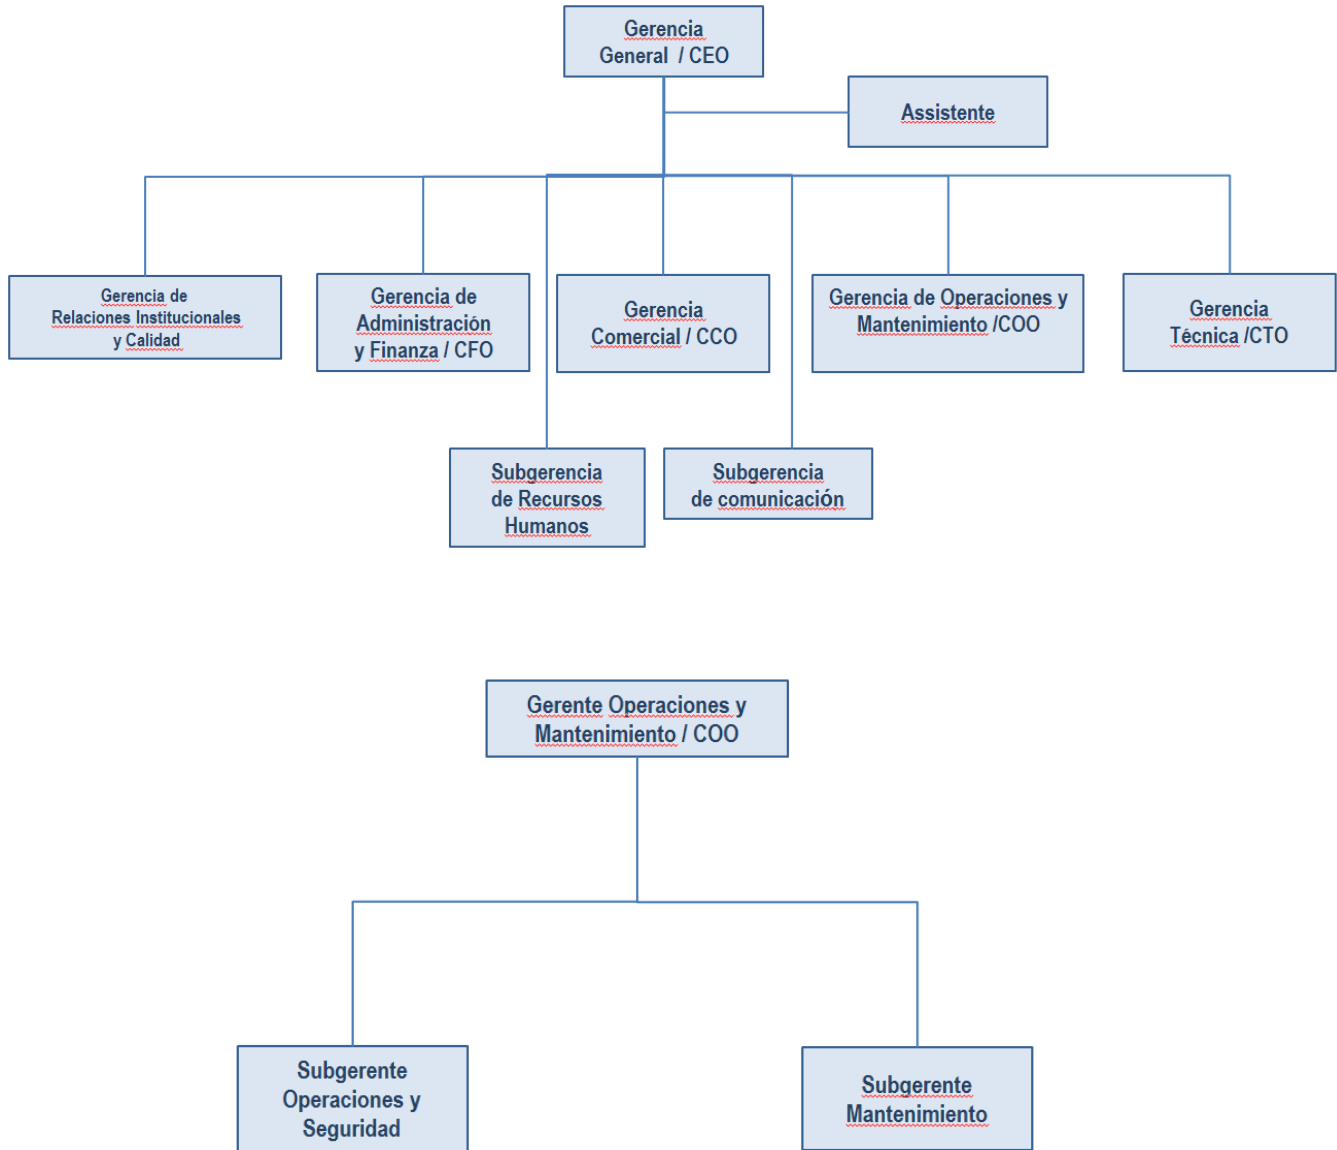 Gerencia
General / CEO
Assistente
Gerencia de
Relaciones Institucionales
y Calidad
Gerencia de
Administración
y Finanza / CFO
Gerencia
Comercial / CCO
Gerencia de Operaciones y
Mantenimiento /COO
Gerencia
Técnica /CTO
Subgerencia
de Recursos
Humanos
Subgerencia
de comunicación
Gerente Operaciones y
Mantenimiento / COO
Subgerente
Operaciones y
Seguridad
Subgerente
Mantenimiento